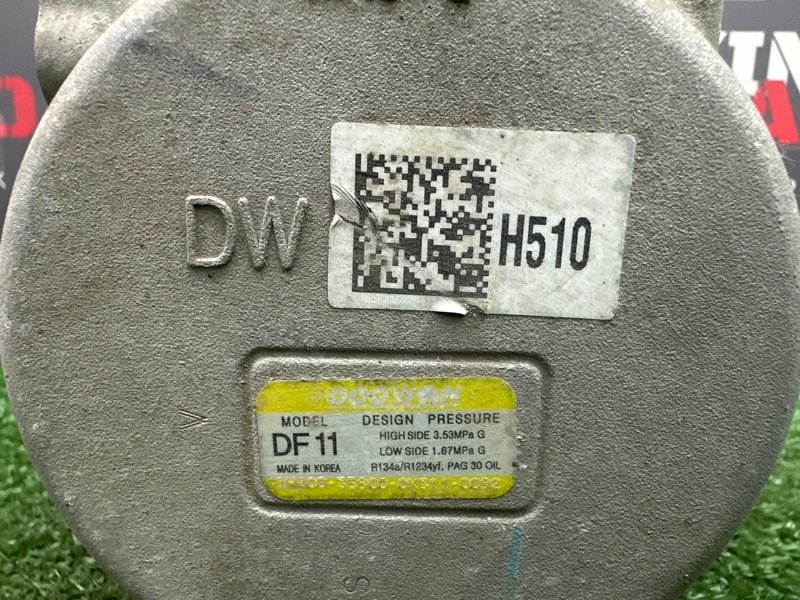 DW
H510
DOOWON
MODEL DESIGN PRESSURE
DF11 HIGH SIDE 3.53MPa G
LOW SIDE 1.67MPa G
MADE IN KOREA R134a/R1234yf, PAG 30 OIL